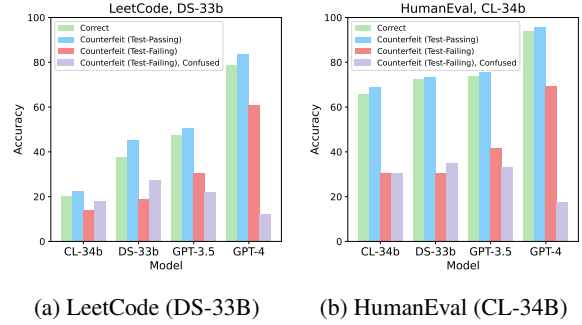 LeetCode, DS-33b
100
80
60
40
20
0
Accuracy
Correct
Counterfeit (Test-Passing)
Counterfeit (Test-Failing)
Counterfeit (Test-Failing), Confused
CL-34b DS-33b GPT-3.5 GPT-4
Model
(a) LeetCode (DS-33B)
HumanEval, CL-34b
100
80
60
40
20
0
Accuracy
Correct
Counterfeit (Test-Passing)
Counterfeit (Test-Failing)
Counterfeit (Test-Failing), Confused
CL-34b DS-33b GPT-3.5 GPT-4
Model
(b) HumanEval (CL-34B)